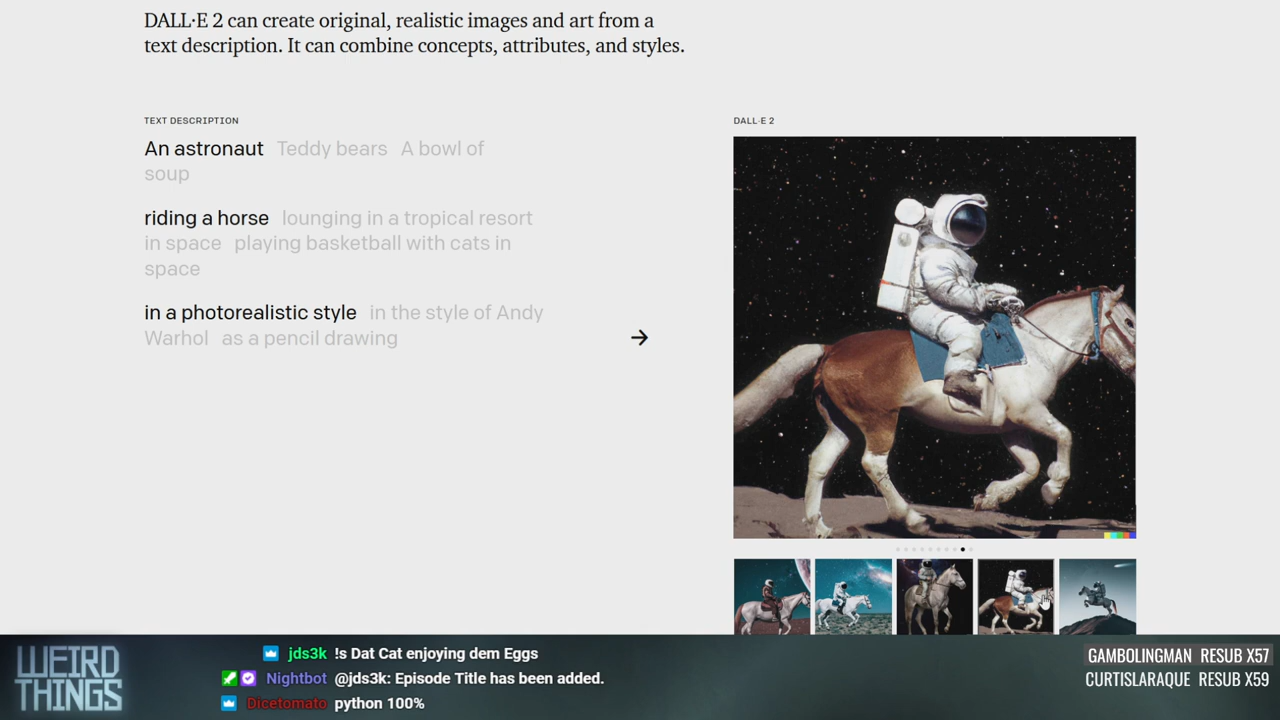 DALL·E 2 can create original, realistic images and art from a
text description. It can combine concepts, attributes, and styles.
TEXT DESCRIPTION
An astronaut Teddy bears A bowl of
soup
riding a horse lounging in a tropical resort
in space playing basketball with cats in
space
in a photorealistic style in the style of Andy
Warhol as a pencil drawing
→
DALL·E 2
WEIRD
THINGS
jds3k !s Dat Cat enjoying dem Eggs
Nightbot @jds3k: Episode Title has been added.
Dicetomato python 100%
GAMBOLINGMAN RESUB X57
CURTISLARAQUE RESUB X59